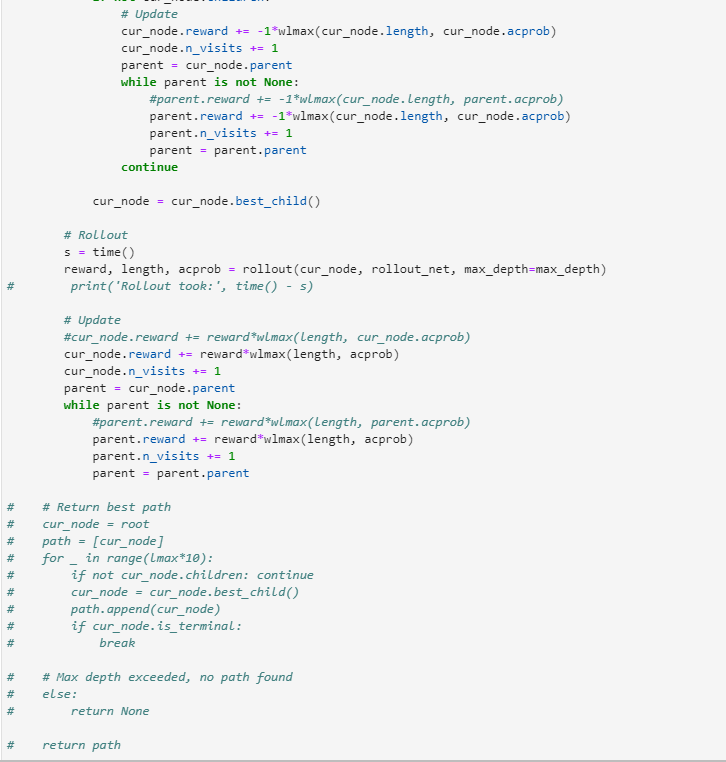 # Update
cur_node.reward += -1*wlmax(cur_node.length, cur_node.acprob)
cur_node.n_visits += 1
parent = cur_node.parent
while parent is not None:
#parent.reward += -1*wlmax(cur_node.length, parent.acprob)
parent.reward += -1*wlmax(cur_node.length, cur_node.acprob)
parent.n_visits += 1
parent = parent.parent
continue
cur_node = cur_node.best_child()
# Rollout
s = time()
reward, length, acprob = rollout(cur_node, rollout_net, max_depth=max_depth)
# print('Rollout took:', time() - s)
# Update
#cur_node.reward += reward*wlmax(length, cur_node.acprob)
cur_node.reward += reward*wlmax(length, acprob)
cur_node.n_visits += 1
parent = cur_node.parent
while parent is not None:
#parent.reward += reward*wlmax(length, parent.acprob)
parent.reward += reward*wlmax(length, acprob)
parent.n_visits += 1
parent = parent.parent
# # Return best path
# cur_node = root
# path = [cur_node]
# for _ in range(lmax*10):
# if not cur_node.children: continue
# cur_node = cur_node.best_child()
# path.append(cur_node)
# if cur_node.is_terminal:
# break
# # Max depth exceeded, no path found
# else:
# return None
# return path